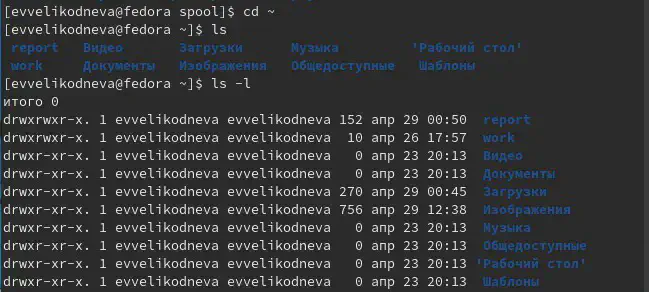 [evvelikodneva@fedora spool]$ cd ~
[evvelikodneva@fedora ~]$ ls
report Видео Загрузки Музыка 'Рабочий стол'
work Документы Изображения Общедоступные Шаблоны
[evvelikodneva@fedora ~]$ ls -l
итого 0
drwxrwxr-x. 1 evvelikodneva evvelikodneva 152 апр 29 00:50 report
drwxrwxr-x. 1 evvelikodneva evvelikodneva 10 апр 26 17:57 work
drwxr-xr-x. 1 evvelikodneva evvelikodneva 0 апр 23 20:13 Видео
drwxr-xr-x. 1 evvelikodneva evvelikodneva 0 апр 23 20:13 Документы
drwxr-xr-x. 1 evvelikodneva evvelikodneva 270 апр 29 00:45 Загрузки
drwxr-xr-x. 1 evvelikodneva evvelikodneva 756 апр 29 12:38 Изображения
drwxr-xr-x. 1 evvelikodneva evvelikodneva 0 апр 23 20:13 Музыка
drwxr-xr-x. 1 evvelikodneva evvelikodneva 0 апр 23 20:13 Общедоступные
drwxr-xr-x. 1 evvelikodneva evvelikodneva 0 апр 23 20:13 'Рабочий стол'
drwxr-xr-x. 1 evvelikodneva evvelikodneva 0 апр 23 20:13 Шаблоны